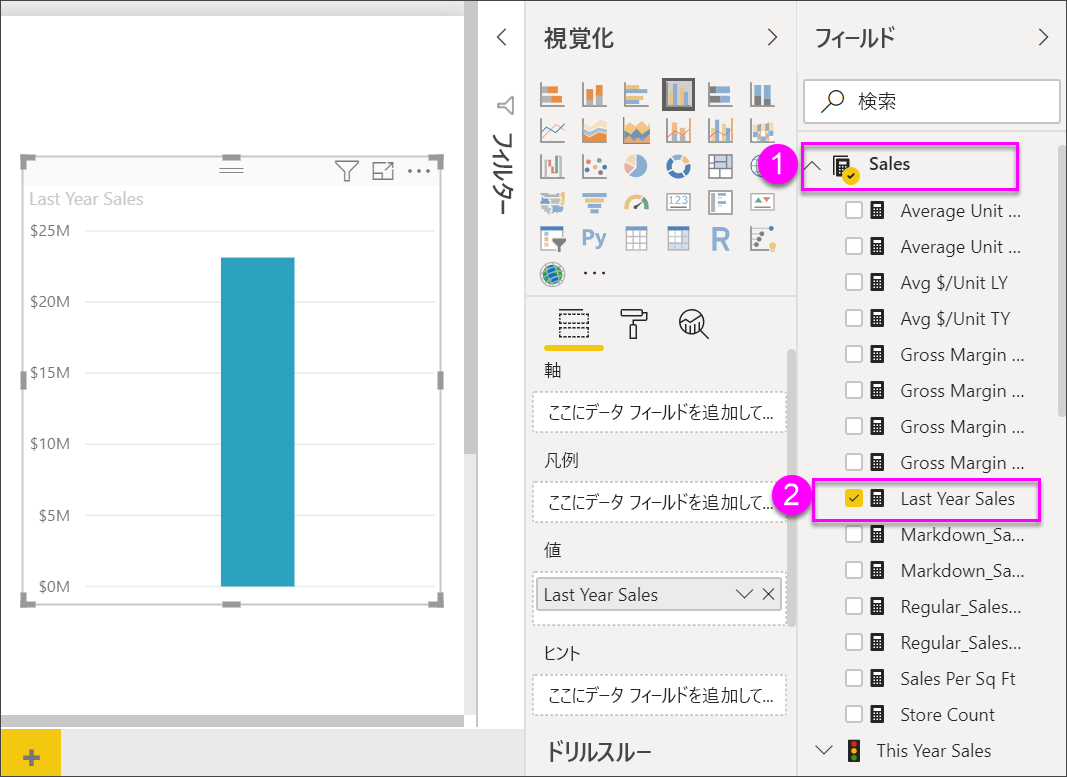 Last Year Sales
$25M
$20M
$15M
$10M
$5M
$0M
フィルター
視覚化
123
Py
R
軸
ここにデータ フィールドを追加して...
凡例
ここにデータ フィールドを追加して...
値
Last Year Sales
ヒント
ここにデータ フィールドを追加して...
ドリルスルー
フィールド
検索
1
Sales
Average Unit ...
Average Unit ...
Avg $/Unit LY
Avg $/Unit TY
Gross Margin ...
Gross Margin ...
Gross Margin ...
Gross Margin ...
2
Last Year Sales
Markdown_Sa...
Markdown_Sa...
Regular_Sales...
Regular_Sales...
Sales Per Sq Ft
Store Count
This Year Sales